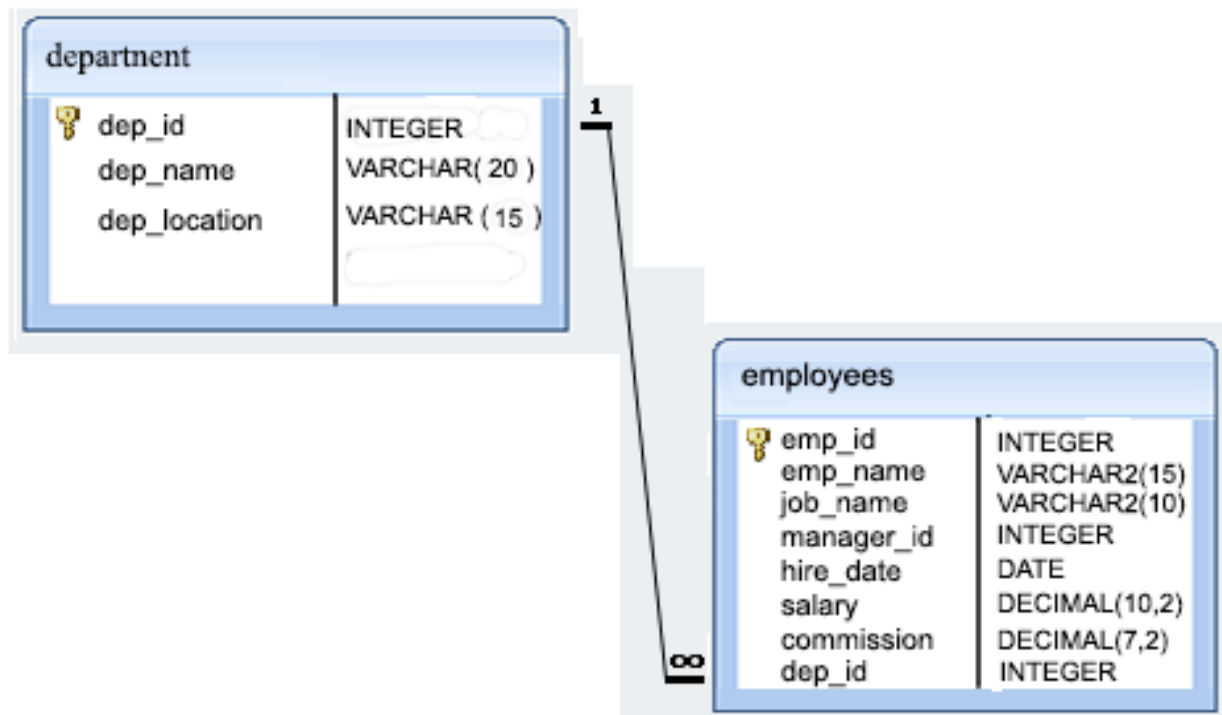 departnent
dep_id INTEGER
dep_name VARCHAR( 20 )
dep_location VARCHAR ( 15 )
1
employees
emp_id INTEGER
emp_name VARCHAR2(15)
job_name VARCHAR2(10)
manager_id INTEGER
hire_date DATE
salary DECIMAL(10,2)
commission DECIMAL(7,2)
∞
dep_id INTEGER